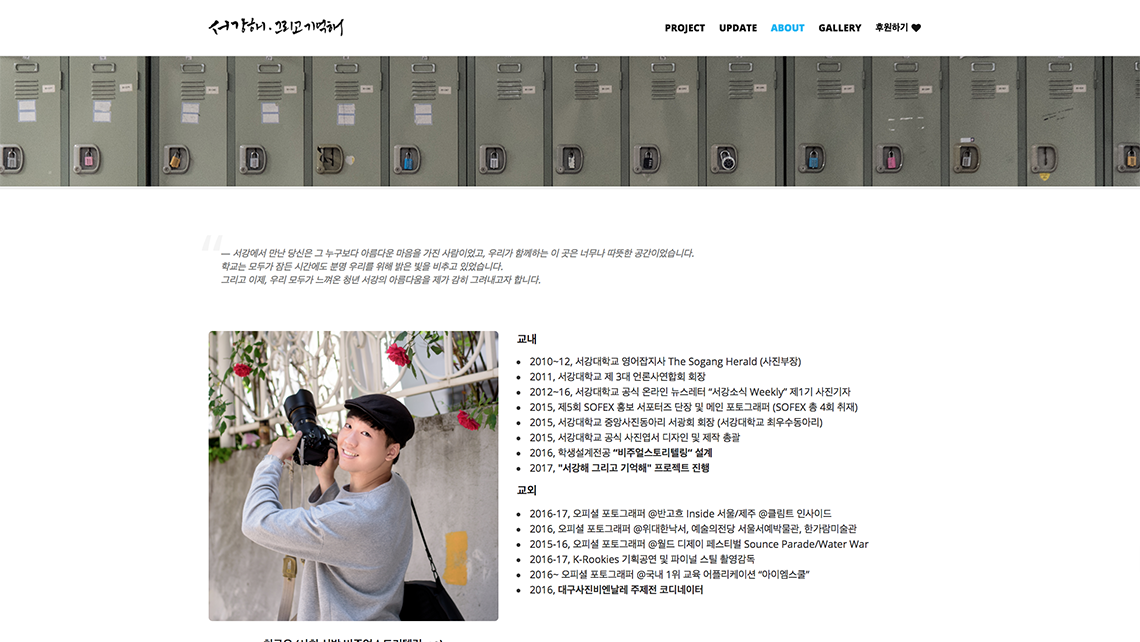 서강해. 그리고 기억해
PROJECT UPDATE ABOUT GALLERY 후원하기
— 서강에서 만난 당신은 그 누구보다 아름다운 마음을 가진 사람이었고, 우리가 함께하는 이 곳은 너무나 따뜻한 공간이었습니다.
학교는 모두가 잠든 시간에도 분명 우리를 위해 밝은 빛을 비추고 있었습니다.
그리고 이제, 우리 모두가 느껴온 청년 서강의 아름다움을 제가 감히 그려내고자 합니다.
교내
2010~12, 서강대학교 영어잡지사 The Sogang Herald (사진부장)
2011, 서강대학교 제 3대 언론사연합회 회장
2012~16, 서강대학교 공식 온라인 뉴스레터 “서강소식 Weekly” 제1기 사진기자
2015, 제5회 SOFEX 홍보 서포터즈 단장 및 메인 포토그래퍼 (SOFEX 총 4회 취재)
2015, 서강대학교 중앙사진동아리 서광회 회장 (서강대학교 최우수동아리)
2015, 서강대학교 공식 사진엽서 디자인 및 제작 총괄
2016, 학생설계전공 “비주얼스토리텔링” 설계
2017, "서강해 그리고 기억해" 프로젝트 진행
교외
2016-17, 오피셜 포토그래퍼 @반고흐 Inside 서울/제주 @클림트 인사이드
2016, 오피셜 포토그래퍼 @위대한낙서, 예술의전당 서울서예박물관, 한가람미술관
2015-16, 오피셜 포토그래퍼 @월드 디제이 페스티벌 Sounce Parade/Water War
2016-17, K-Rookies 기획공연 및 파이널 스틸 촬영감독
2016~ 오피셜 포토그래퍼 @국내 1위 교육 어플리케이션 “아이엠스쿨”
2016, 대구사진비엔날레 주제전 코디네이터